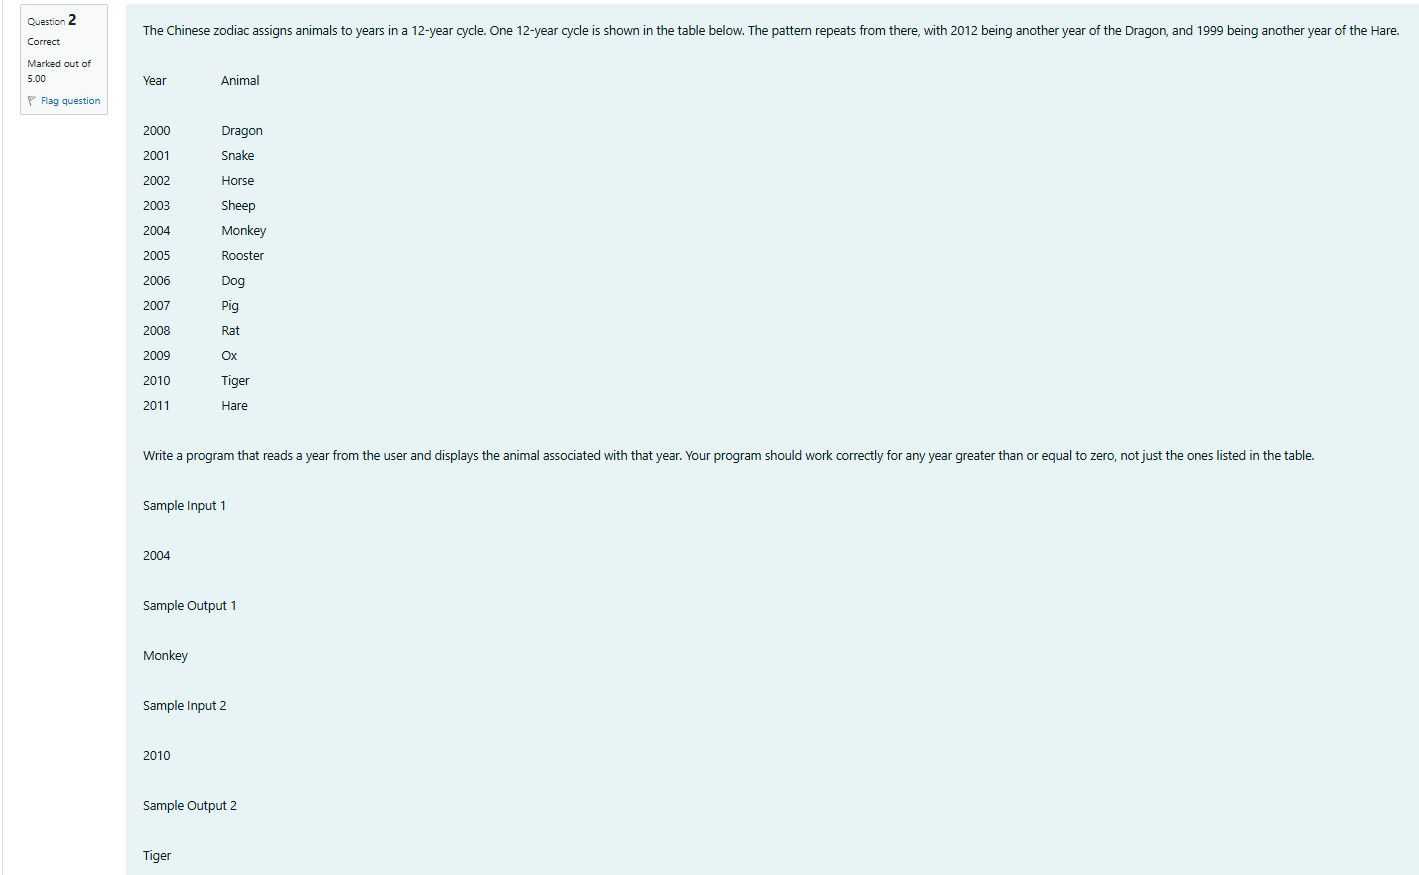 Question 2
Correct
Marked out of
5.00
Flag question
The Chinese zodiac assigns animals to years in a 12-year cycle. One 12-year cycle is shown in the table below. The pattern repeats from there, with 2012 being another year of the Dragon, and 1999 being another year of the Hare.
Year Animal
2000 Dragon
2001 Snake
2002 Horse
2003 Sheep
2004 Monkey
2005 Rooster
2006 Dog
2007 Pig
2008 Rat
2009 Ox
2010 Tiger
2011 Hare
Write a program that reads a year from the user and displays the animal associated with that year. Your program should work correctly for any year greater than or equal to zero, not just the ones listed in the table.
Sample Input 1
2004
Sample Output 1
Monkey
Sample Input 2
2010
Sample Output 2
Tiger